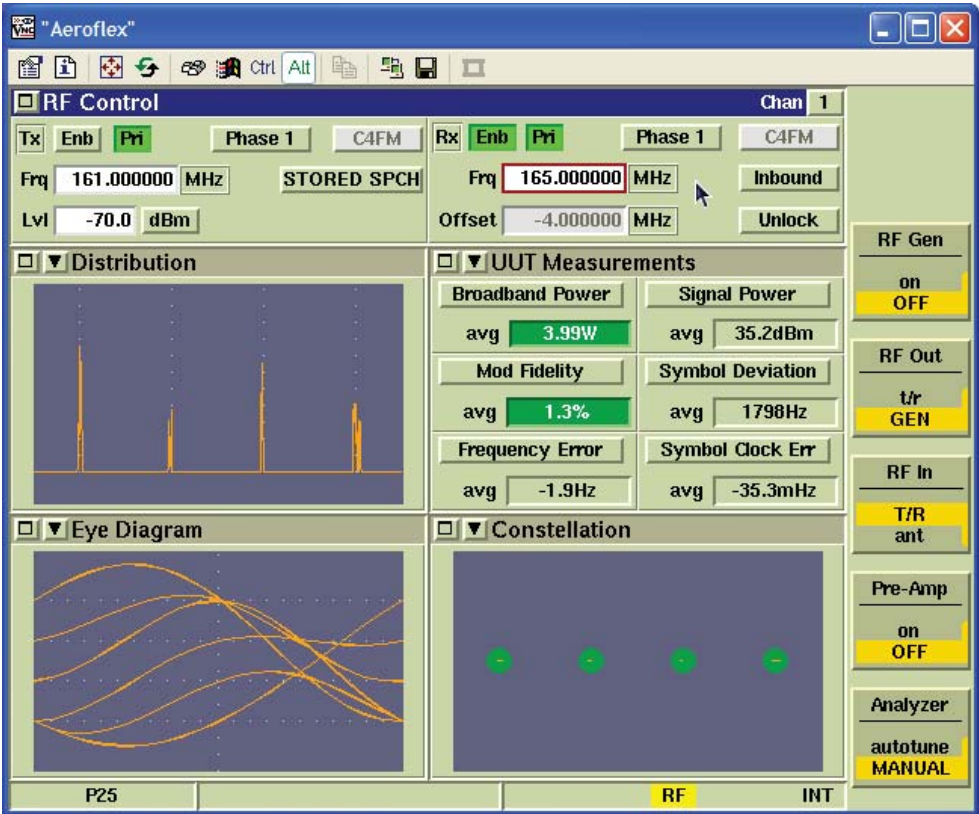 "Aeroflex"
Ctrl Alt
RF Control Chan 1
Tx Enb Pri Phase 1 C4FM
Frq 161.000000 MHz STORED SPCH
Lvl -70.0 dBm
Rx Enb Pri Phase 1 C4FM
Frq 165.000000 MHz Inbound
Offset -4.000000 MHz Unlock
Distribution
UUT Measurements
Broadband Power Signal Power
avg 3.99W avg 35.2dBm
Mod Fidelity Symbol Deviation
avg 1.3% avg 1798Hz
Frequency Error Symbol Clock Err
avg -1.9Hz avg -35.3mHz
Eye Diagram
Constellation
RF Gen
on
OFF
RF Out
t/r
GEN
RF In
T/R
ant
Pre-Amp
on
OFF
Analyzer
autotune
MANUAL
P25 RF INT